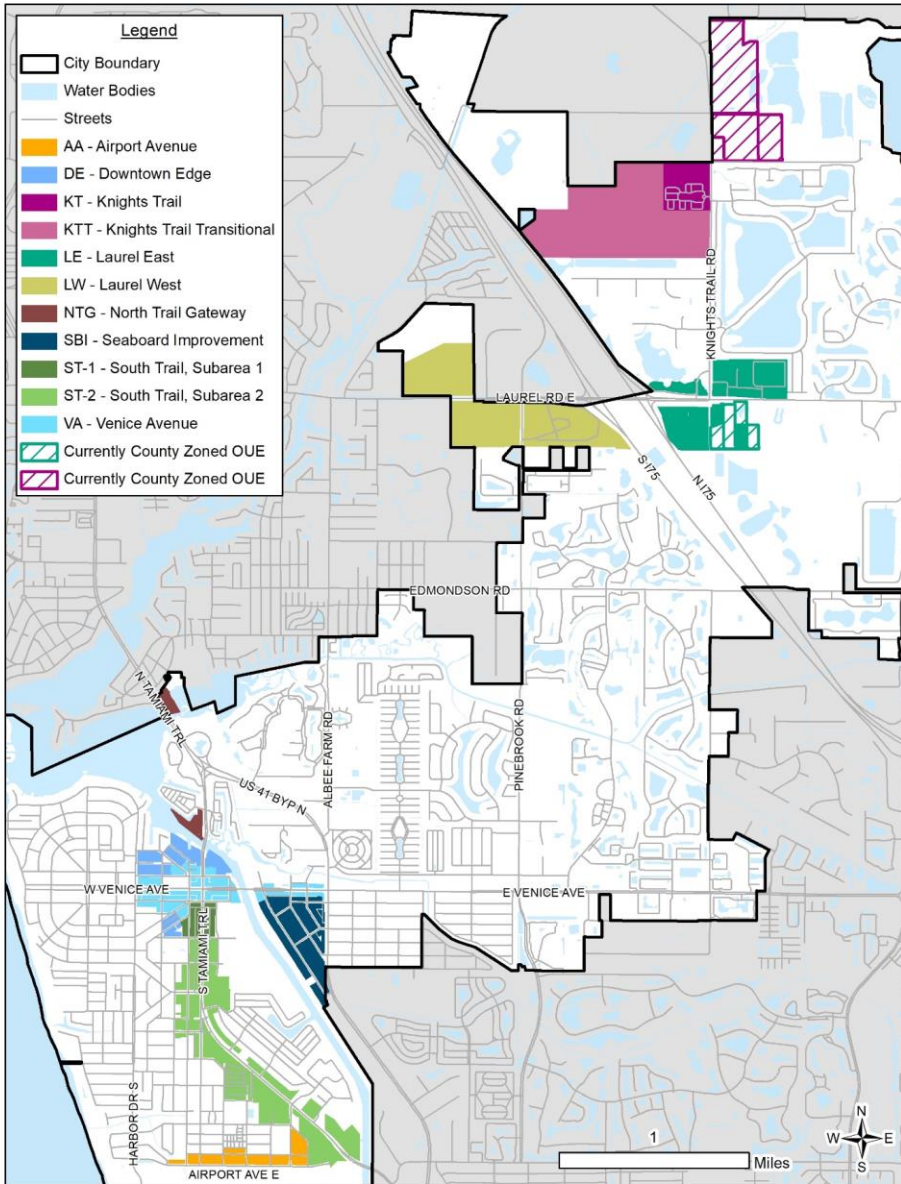 Legend
City Boundary
Water Bodies
Streets
AA - Airport Avenue
DE - Downtown Edge
KT - Knights Trail
KTT - Knights Trail Transitional
LE - Laurel East
LW - Laurel West
NTG - North Trail Gateway
SBI - Seaboard Improvement
ST-1 - South Trail, Subarea 1
ST-2 - South Trail, Subarea 2
VA - Venice Avenue
Currently County Zoned OUE
Currently County Zoned OUE
KNIGHTS TRAIL RD
LAUREL RD E
S I75
N I75
EDMONDSON RD
N TAMIAMI TRL
US 41 BYP N
ALBEE FARM RD
PINEBROOK RD
W VENICE AVE
E VENICE AVE
S TAMIAMI TRL
HARBOR DR S
AIRPORT AVE E
1
Miles
N
W
E
S